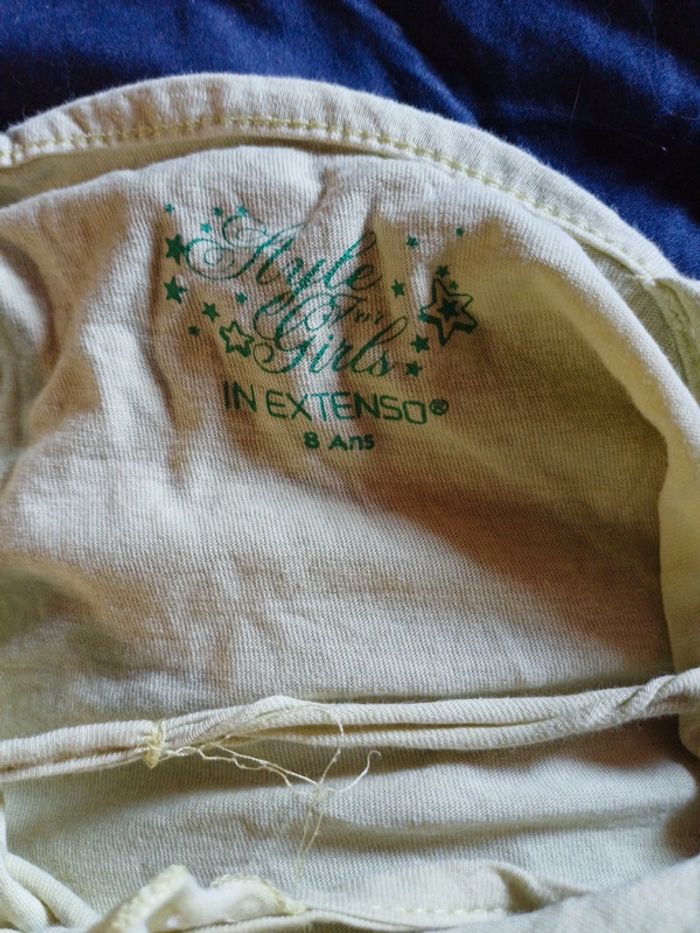 Style
For
Girls
IN EXTENSO®
8 Ans